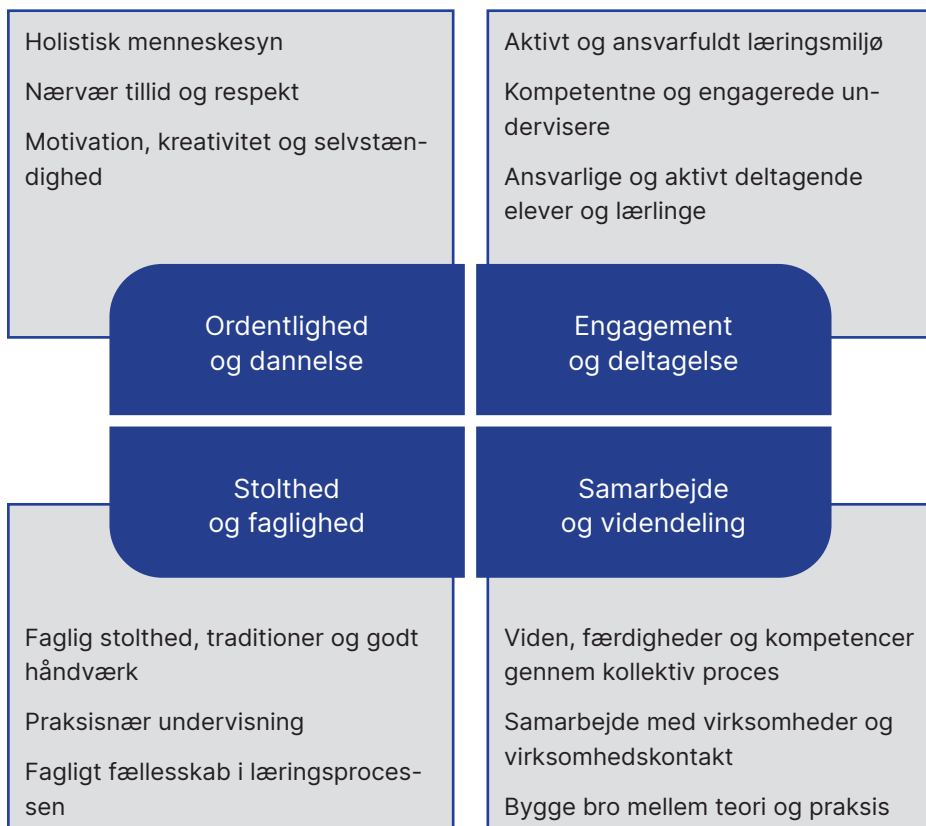 Holistisk menneskesyn
Nærvær tillid og respekt
Motivation, kreativitet og selvstæn-
dighed
Aktivt og ansvarfuldt læringsmiljø
Kompetentne og engagerede un-
dervisere
Ansvarlige og aktivt deltagende
elever og lærlinge
Ordentlighed
og dannelse
Engagement
og deltagelse
Stolthed
og faglighed
Samarbejde
og videndeling
Faglig stolthed, traditioner og godt
håndværk
Praksisnær undervisning
Fagligt fællesskab i læringsproces-
sen
Viden, færdigheder og kompetencer
gennem kollektiv proces
Samarbejde med virksomheder og
virksomhedskontakt
Bygge bro mellem teori og praksis